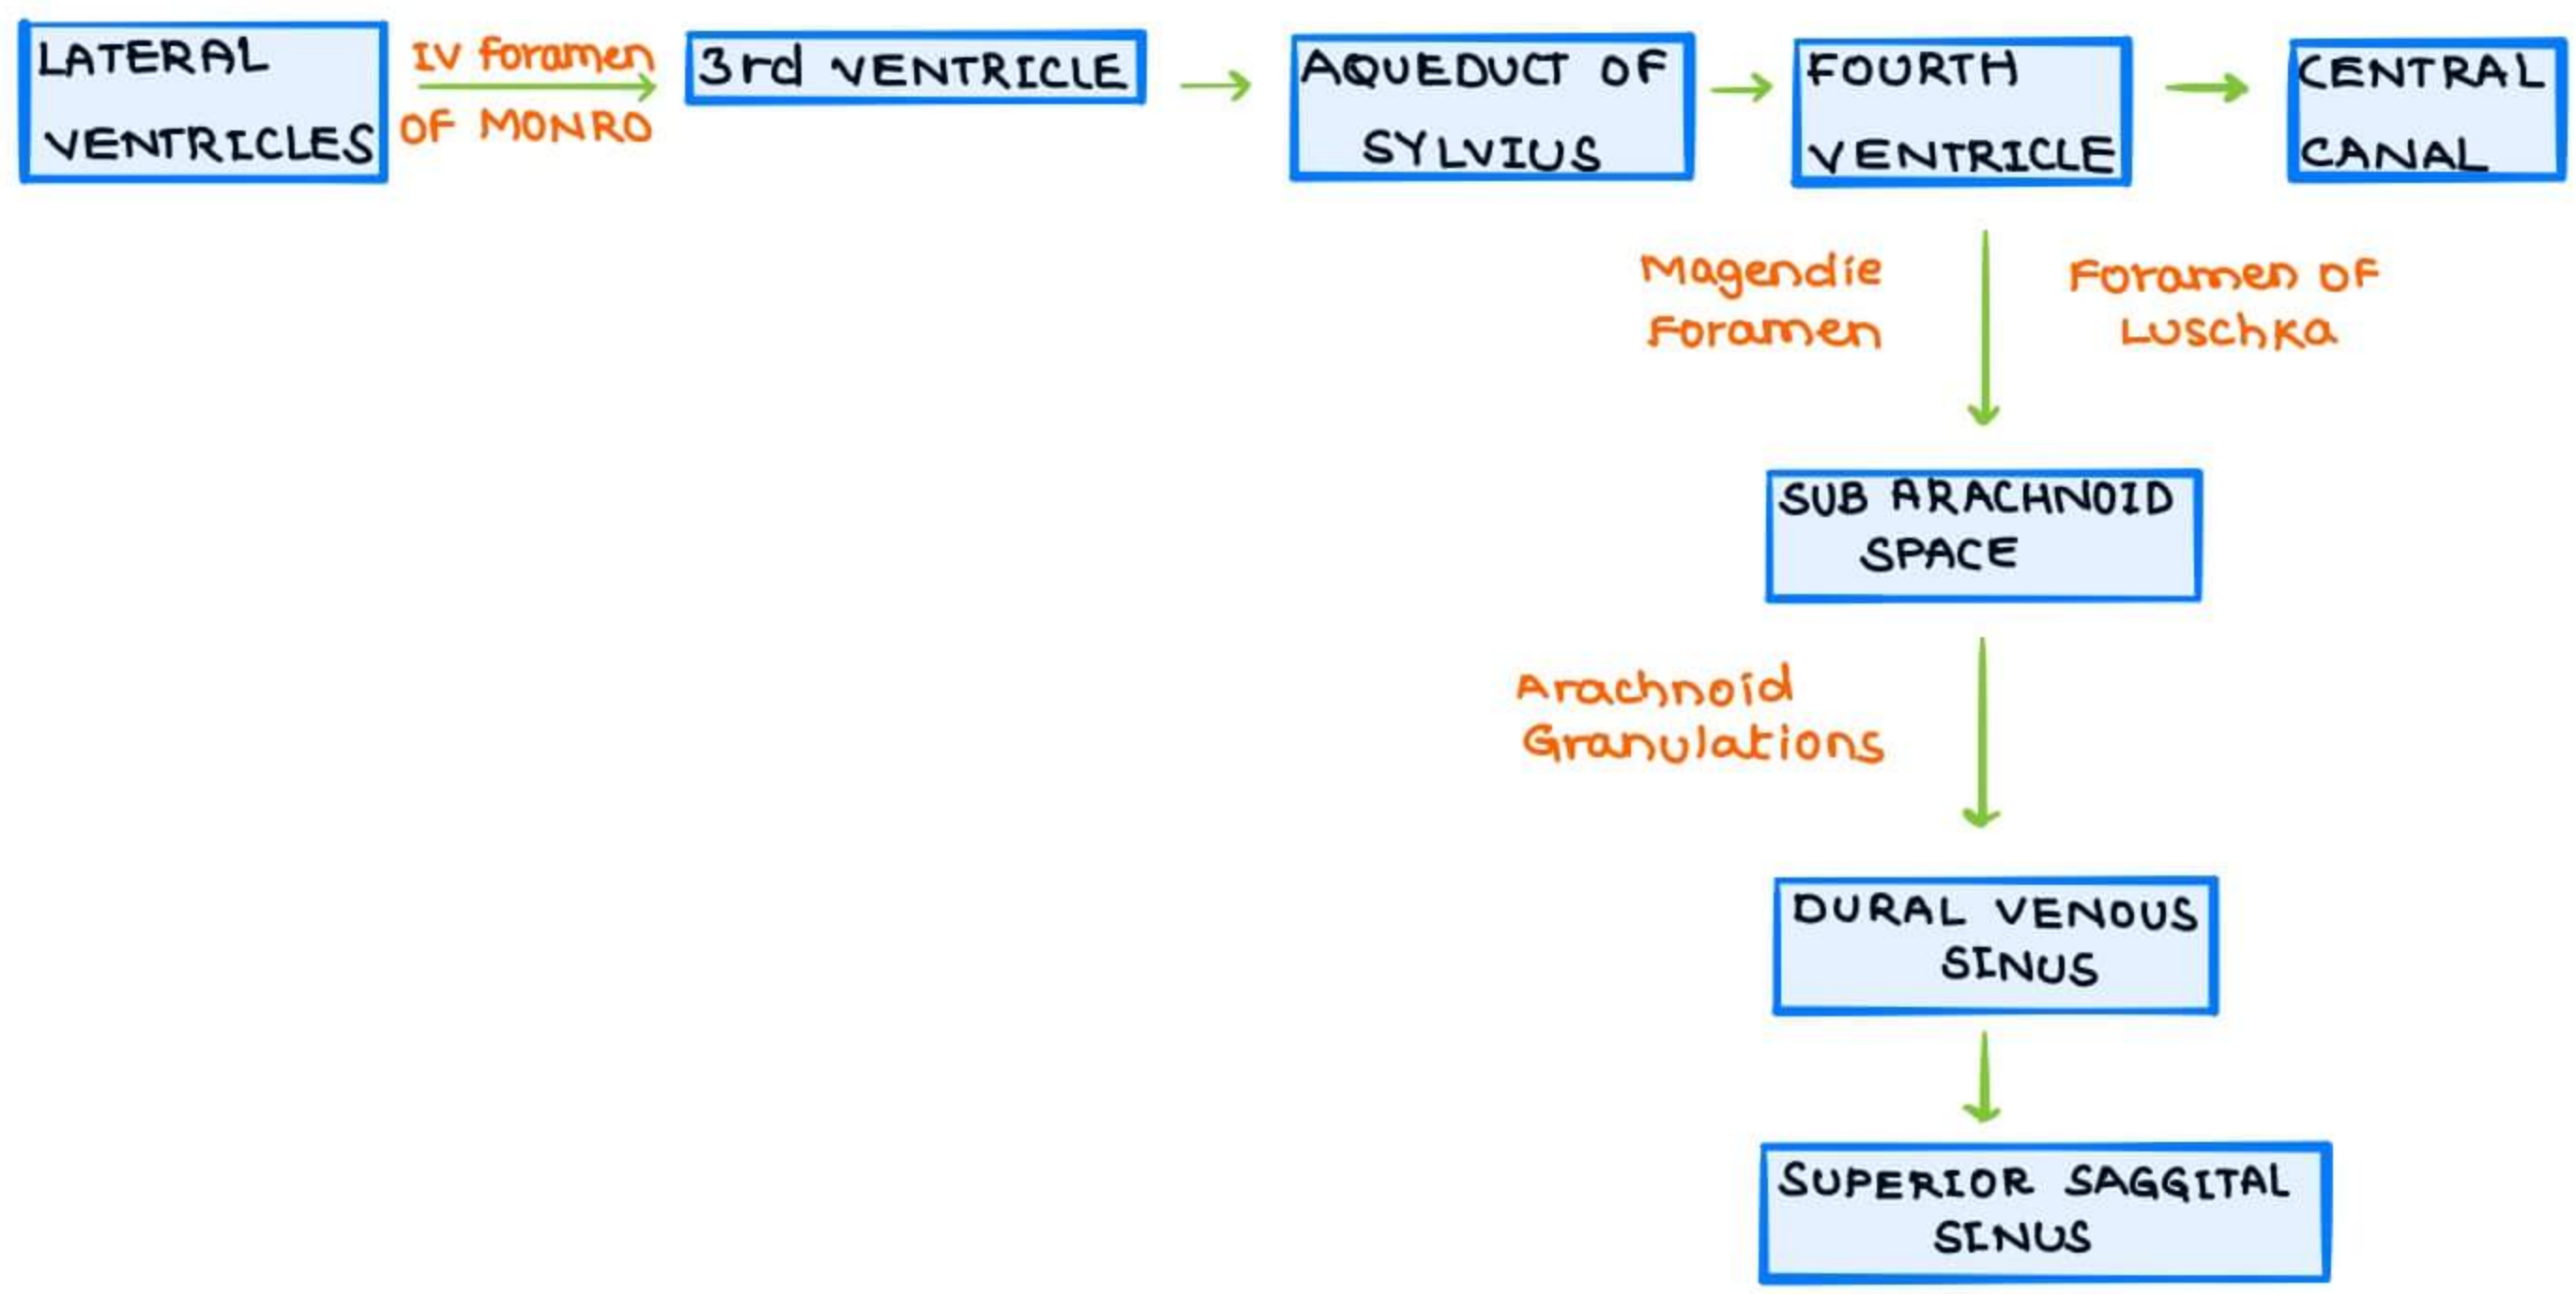 LATERAL
VENTRICLES
IV foramen
OF MONRO
3rd VENTRICLE
AQUEDUCT OF
SYLVIUS
FOURTH
VENTRICLE
CENTRAL
CANAL
Magendie
Foramen
Foramen OF
Luschka
SUB ARACHNOID
SPACE
Arachnoid
Granulations
DURAL VENOUS
SINUS
SUPERIOR SAGGITAL
SINUS